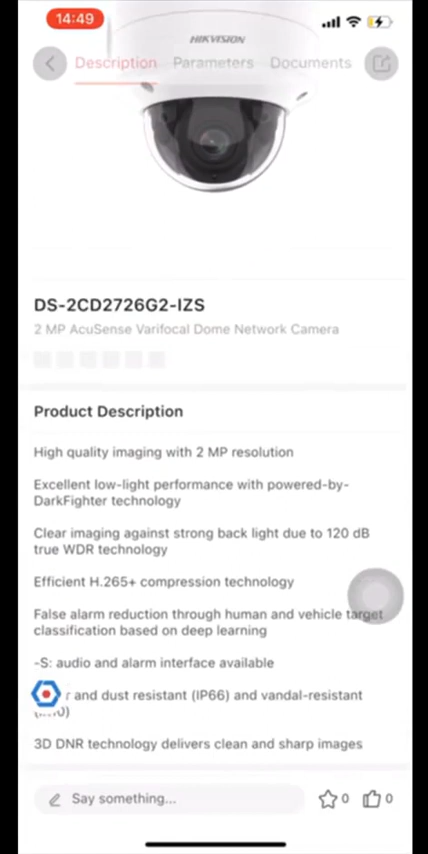 14:49
HIKVISION
Description Parameters Documents
DS-2CD2726G2-IZS
2 MP AcuSense Varifocal Dome Network Camera
Product Description
High quality imaging with 2 MP resolution
Excellent low-light performance with powered-by-
DarkFighter technology
Clear imaging against strong back light due to 120 dB
true WDR technology
Efficient H.265+ compression technology
False alarm reduction through human and vehicle target
classification based on deep learning
-S: audio and alarm interface available
r and dust resistant (IP66) and vandal-resistant
3D DNR technology delivers clean and sharp images
Say something... 0 0